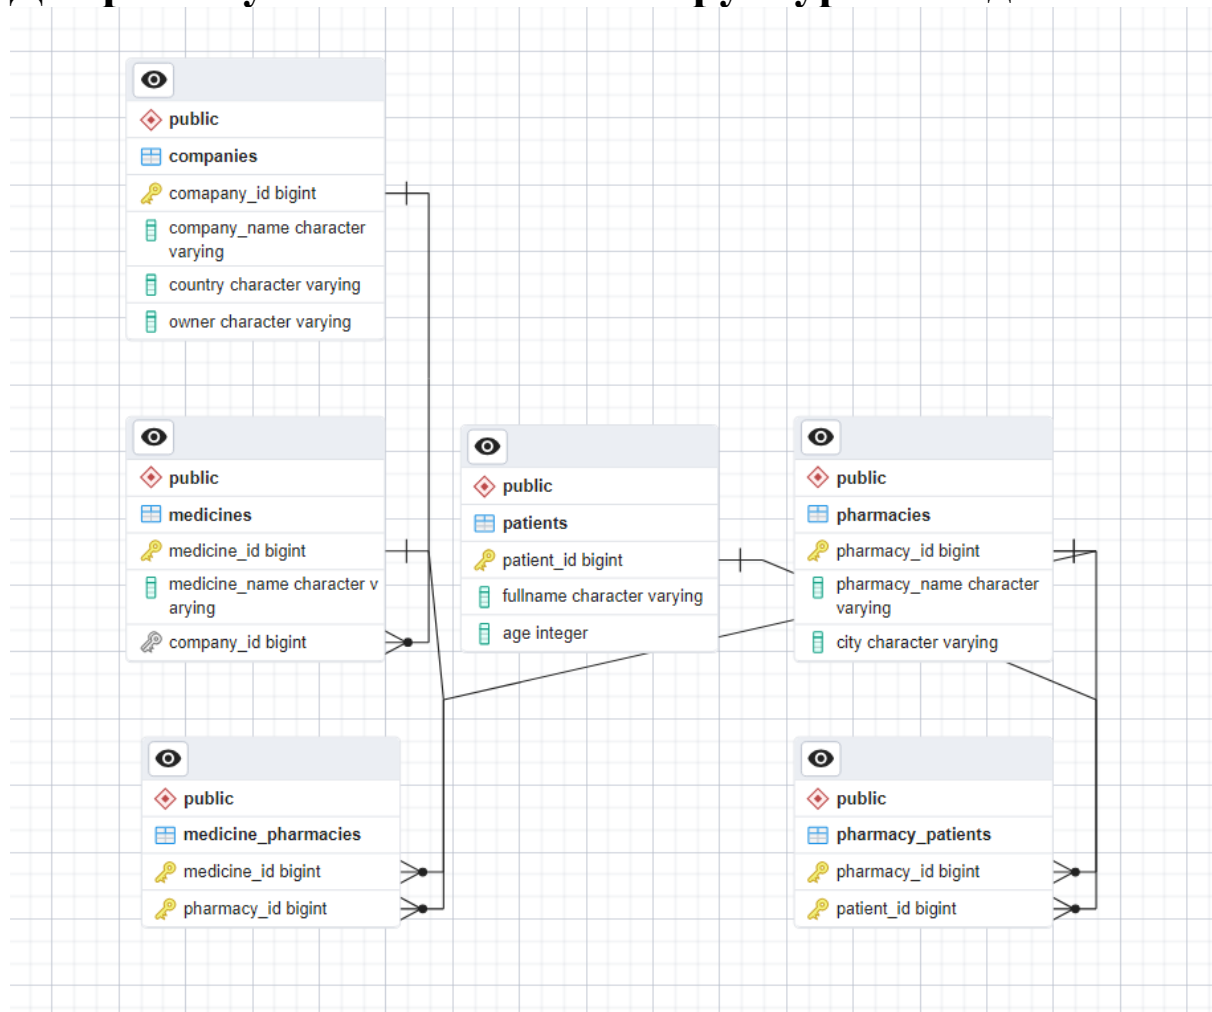 public
companies
comapany_id bigint
company_name character
varying
country character varying
owner character varying
public
medicines
medicine_id bigint
medicine_name character v
arying
company_id bigint
public
patients
patient_id bigint
fullname character varying
age integer
public
pharmacies
pharmacy_id bigint
pharmacy_name character
varying
city character varying
public
medicine_pharmacies
medicine_id bigint
pharmacy_id bigint
public
pharmacy_patients
pharmacy_id bigint
patient_id bigint